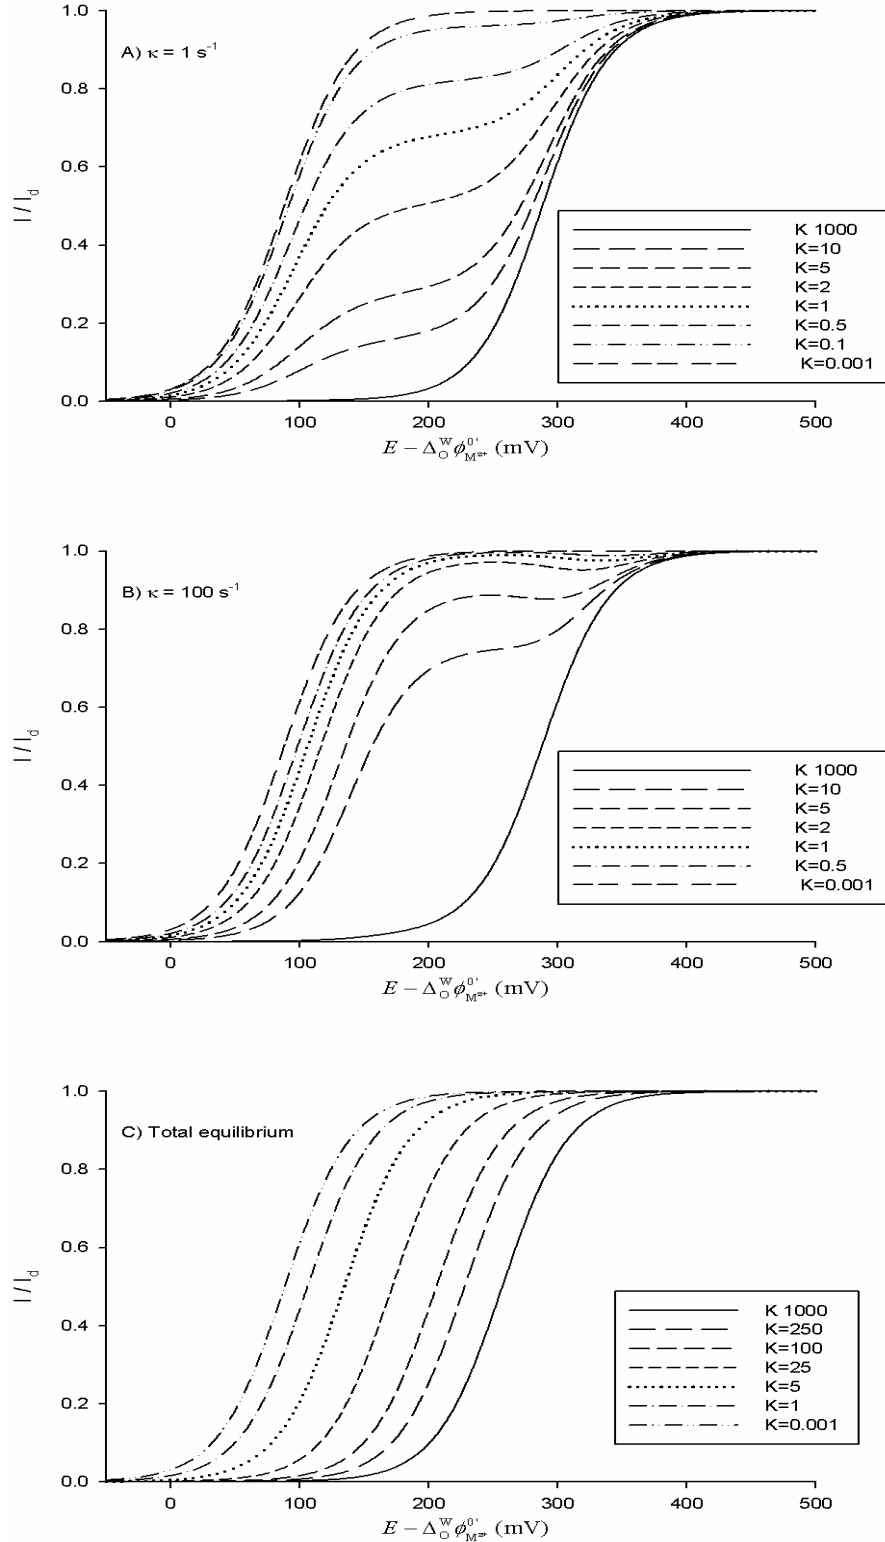 1.0
A) κ = 1 s⁻¹
0.8
0.6
I / I_d
0.4
K 1000
K=10
K=5
K=2
K=1
K=0.5
K=0.1
K=0.001
0.2
0.0
0 100 200 300 400 500
E − Δ_O^W ϕ_{M^{z+}}^{0'} (mV)
1.0
B) κ = 100 s⁻¹
0.8
0.6
I / I_d
0.4
K 1000
K=10
K=5
K=2
K=1
K=0.5
K=0.001
0.2
0.0
0 100 200 300 400 500
E − Δ_O^W ϕ_{M^{z+}}^{0'} (mV)
1.0
C) Total equilibrium
0.8
0.6
I / I_d
0.4
K 1000
K=250
K=100
K=25
K=5
K=1
K=0.001
0.2
0.0
0 100 200 300 400 500
E − Δ_O^W ϕ_{M^{z+}}^{0'} (mV)